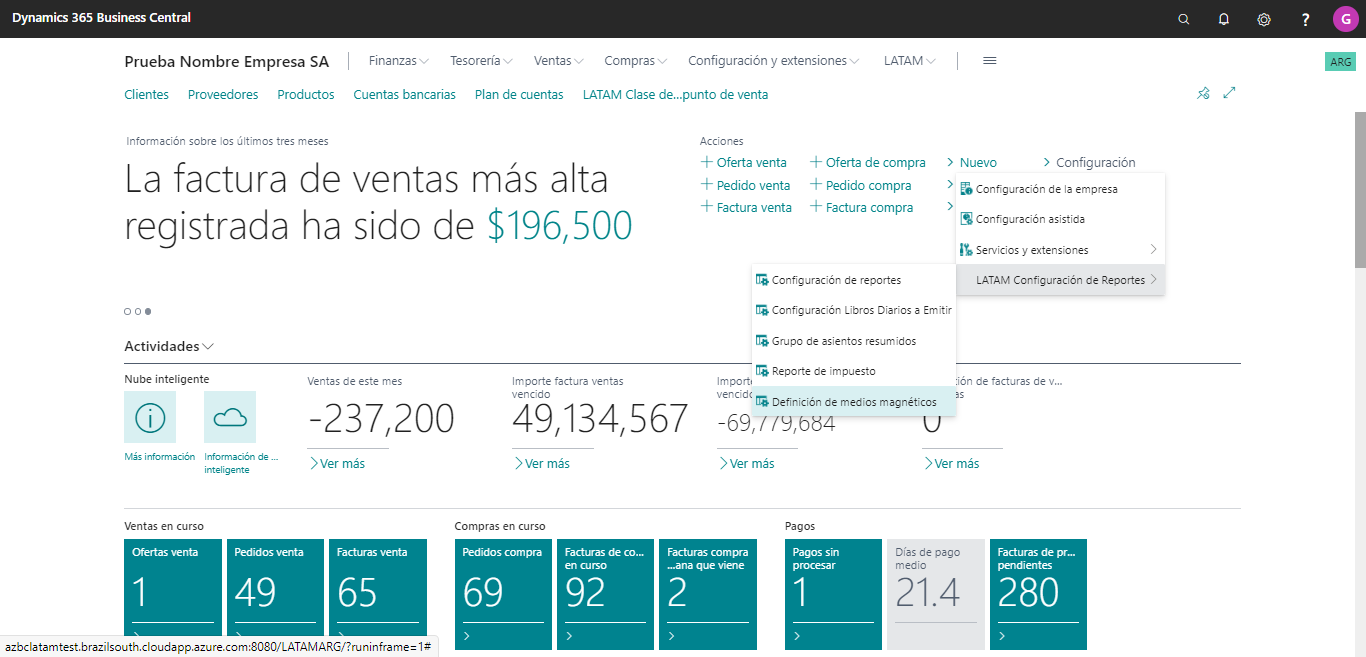 Dynamics 365 Business Central
?
G
Prueba Nombre Empresa SA
Finanzas
Tesorería
Ventas
Compras
Configuración y extensiones
LATAM
ARG
Clientes
Proveedores
Productos
Cuentas bancarias
Plan de cuentas
LATAM Clase de...punto de venta
Información sobre los últimos tres meses
La factura de ventas más alta
registrada ha sido de $196,500
Acciones
+ Oferta venta
+ Oferta de compra
> Nuevo
> Configuración
+ Pedido venta
+ Pedido compra
+ Factura venta
+ Factura compra
Configuración de la empresa
Configuración asistida
Servicios y extensiones
LATAM Configuración de Reportes
Configuración de reportes
Configuración Libros Diarios a Emitir
Grupo de asientos resumidos
Reporte de impuesto
Definición de medios magnéticos
Actividades
Nube inteligente
Más información
Información de ...
inteligente
Ventas de este mes
-237,200
>Ver más
Importe factura ventas
vencido
49,134,567
>Ver más
Importe
vencido
-69,779,684
>Ver más
ión de facturas de v...
as
0
>Ver más
Ventas en curso
Ofertas venta
1
Pedidos venta
49
Facturas venta
65
Compras en curso
Pedidos compra
69
Facturas de co...
en curso
92
Facturas compra
...ana que viene
2
Pagos
Pagos sin
procesar
1
Días de pago
medio
21.4
Facturas de pr...
pendientes
280
azbclatamtest.brazilsouth.cloudapp.azure.com:8080/LATAMARG/?runinframe=1#